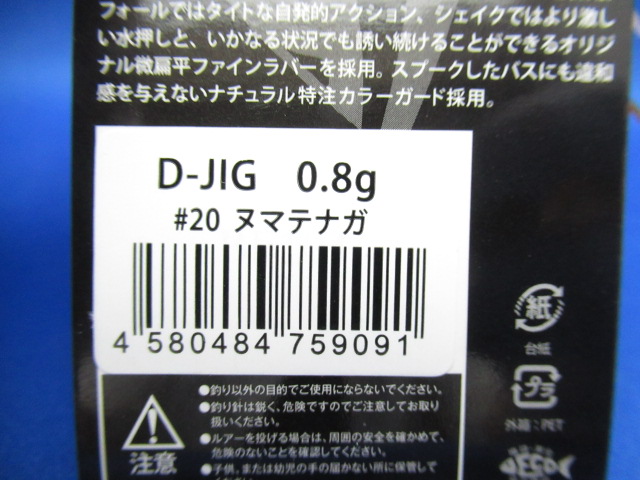 フォールではタイトな自発的アクション、シェイクではより激し
い水押しと、いかなる状況でも誘い続けることができるオリジ
ナル微扁平ファインラバーを採用。スプークしたバスにも違和
感を与えないナチュラル特注カラーガード採用。
D-JIG 0.8g
#20 ヌマテナガ
4 580484 759091
紙
台紙
プラ
外箱:PET
注意
●釣り以外の目的でご使用にならないでください。
●釣り針は鋭く、危険ですのでご注意してお取り
扱いください。
●ルアーを投げる場合は、周囲の安全を確かめて、
危険のないことを確認してください。
●子供、または幼児の手の届かない所に保管して